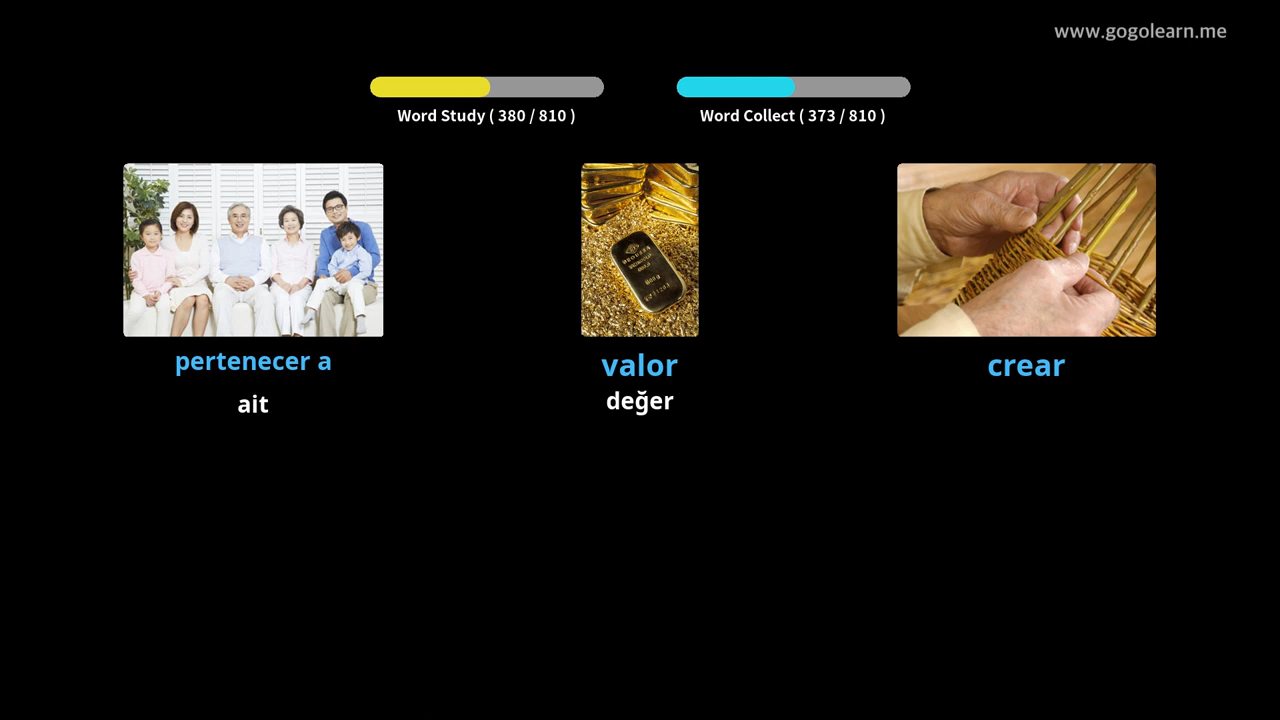 www.gogolearn.me
Word Study ( 380 / 810 )
Word Collect ( 373 / 810 )
pertenecer a
ait
valor
değer
crear